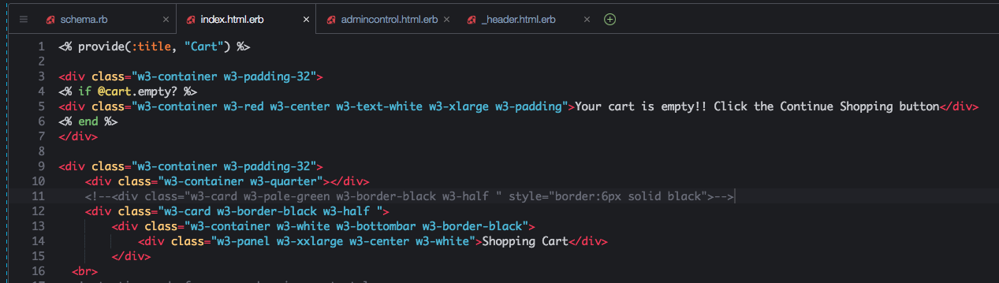 schema.rb × index.html.erb × admincontrol.html.erb × _header.html.erb ×
1 <% provide(:title, "Cart") %>
2
3 <div class="w3-container w3-padding-32">
4 <% if @cart.empty? %>
5 <div class="w3-container w3-red w3-center w3-text-white w3-xlarge w3-padding">Your cart is empty!! Click the Continue Shopping button</div>
6 <% end %>
7 </div>
8
9 <div class="w3-container w3-padding-32">
10     <div class="w3-container w3-quarter"></div>
11     <!--<div class="w3-card w3-pale-green w3-border-black w3-half " style="border:6px solid black">-->
12     <div class="w3-card w3-border-black w3-half ">
13         <div class="w3-container w3-white w3-bottombar w3-border-black">
14             <div class="w3-panel w3-xxlarge w3-center w3-white">Shopping Cart</div>
15         </div>
16   <br>